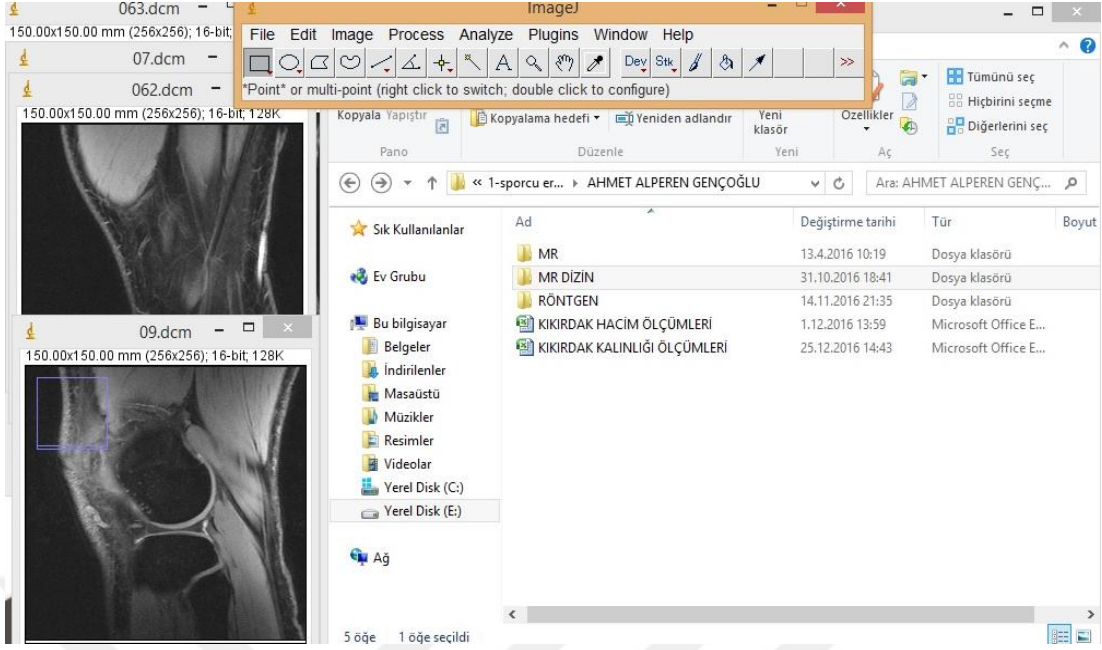 063.dcm
150.00x150.00 mm (256x256); 16-bit;
07.dcm
062.dcm
150.00x150.00 mm (256x256); 16-bit; 128K
09.dcm
150.00x150.00 mm (256x256); 16-bit; 128K
ImageJ
File Edit Image Process Analyze Plugins Window Help
A Dev Stk >>
*Point* or multi-point (right click to switch; double click to configure)
Kopyala Yapıştır
Kopyalama hedefi
Yeniden adlandır
Yeni klasör
Özellikler
Tümünü seç
Hiçbirini seçme
Diğerlerini seç
Pano Düzenle Yeni Aç Seç
« 1-sporcu er... AHMET ALPEREN GENÇOĞLU
Ara: AHMET ALPEREN GENÇ...
Sık Kullanılanlar
Ev Grubu
Bu bilgisayar
Belgeler
İndirilenler
Masaüstü
Müzikler
Resimler
Videolar
Yerel Disk (C:)
Yerel Disk (E:)
Ağ
Ad Değiştirme tarihi Tür Boyut
MR 13.4.2016 10:19 Dosya klasörü
MR DİZİN 31.10.2016 18:41 Dosya klasörü
RÖNTGEN 14.11.2016 21:35 Dosya klasörü
KIKIRDAK HACİM ÖLÇÜMLERİ 1.12.2016 13:59 Microsoft Office E...
KIKIRDAK KALINLIĞI ÖLÇÜMLERİ 25.12.2016 14:43 Microsoft Office E...
5 öğe 1 öğe seçildi